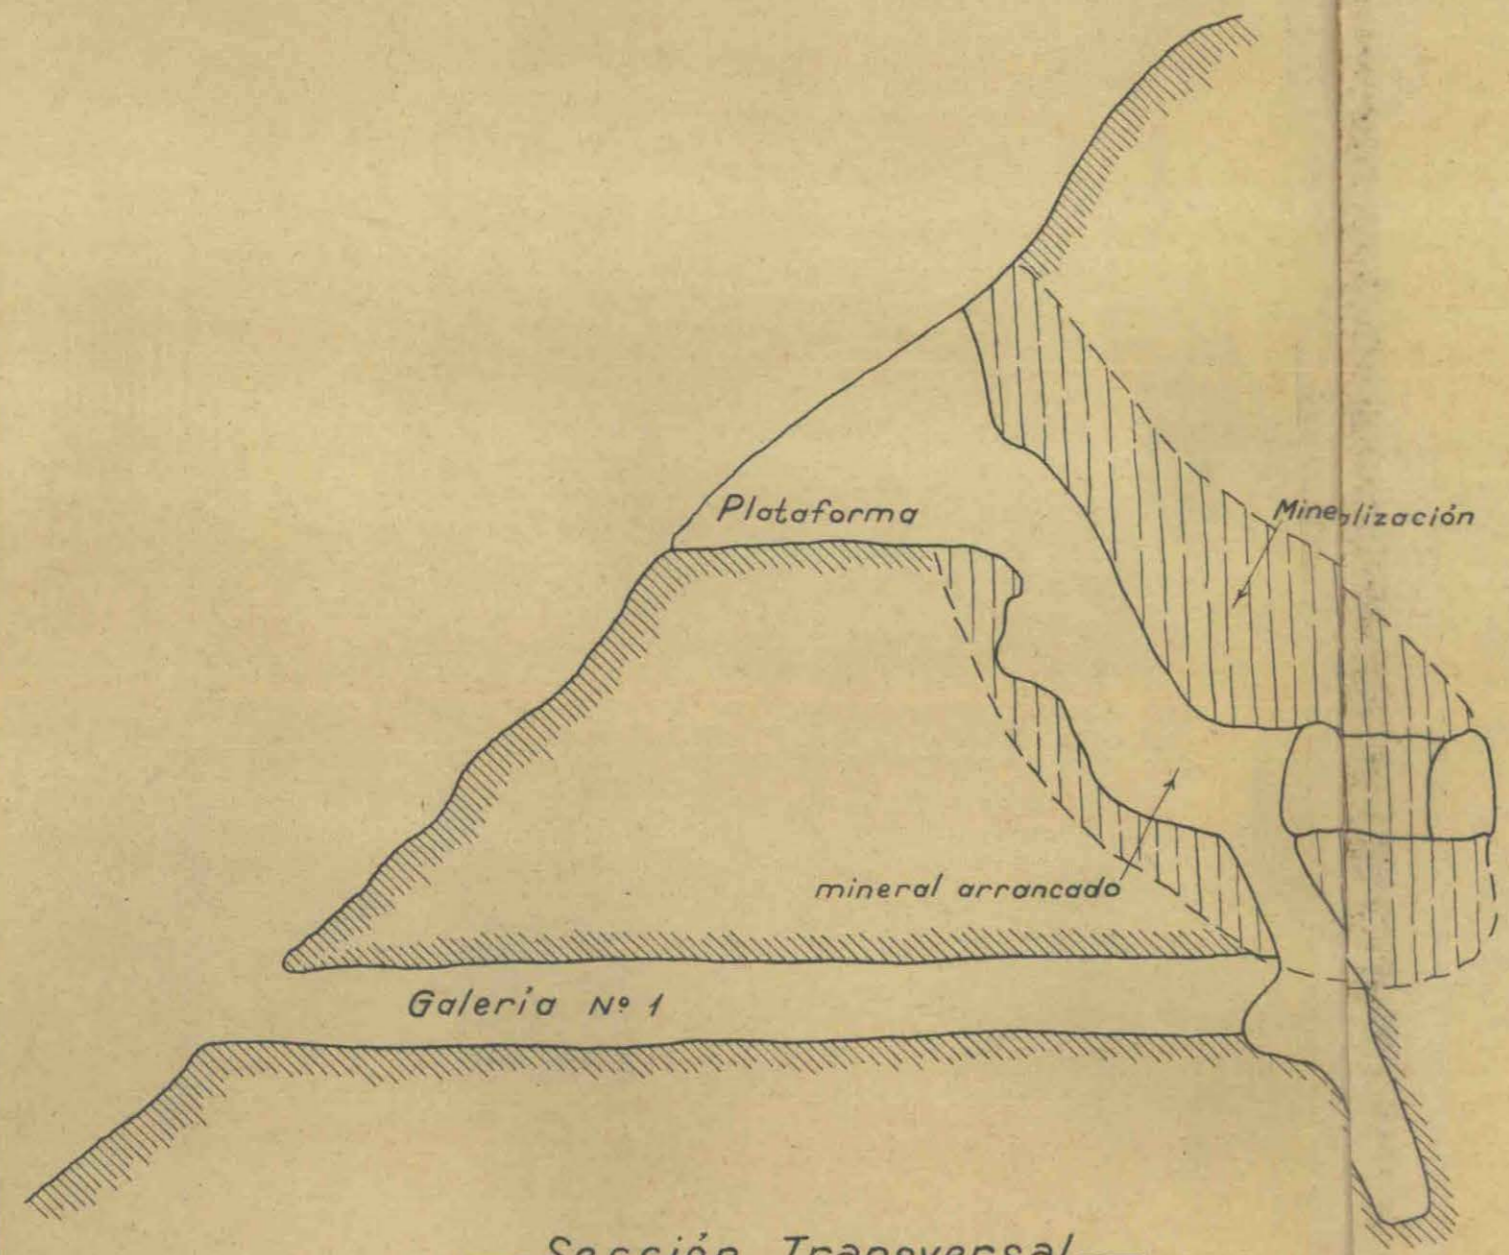 Plataforma
Mineralización
mineral arrancado
Galería Nº 1
Sección Transversal